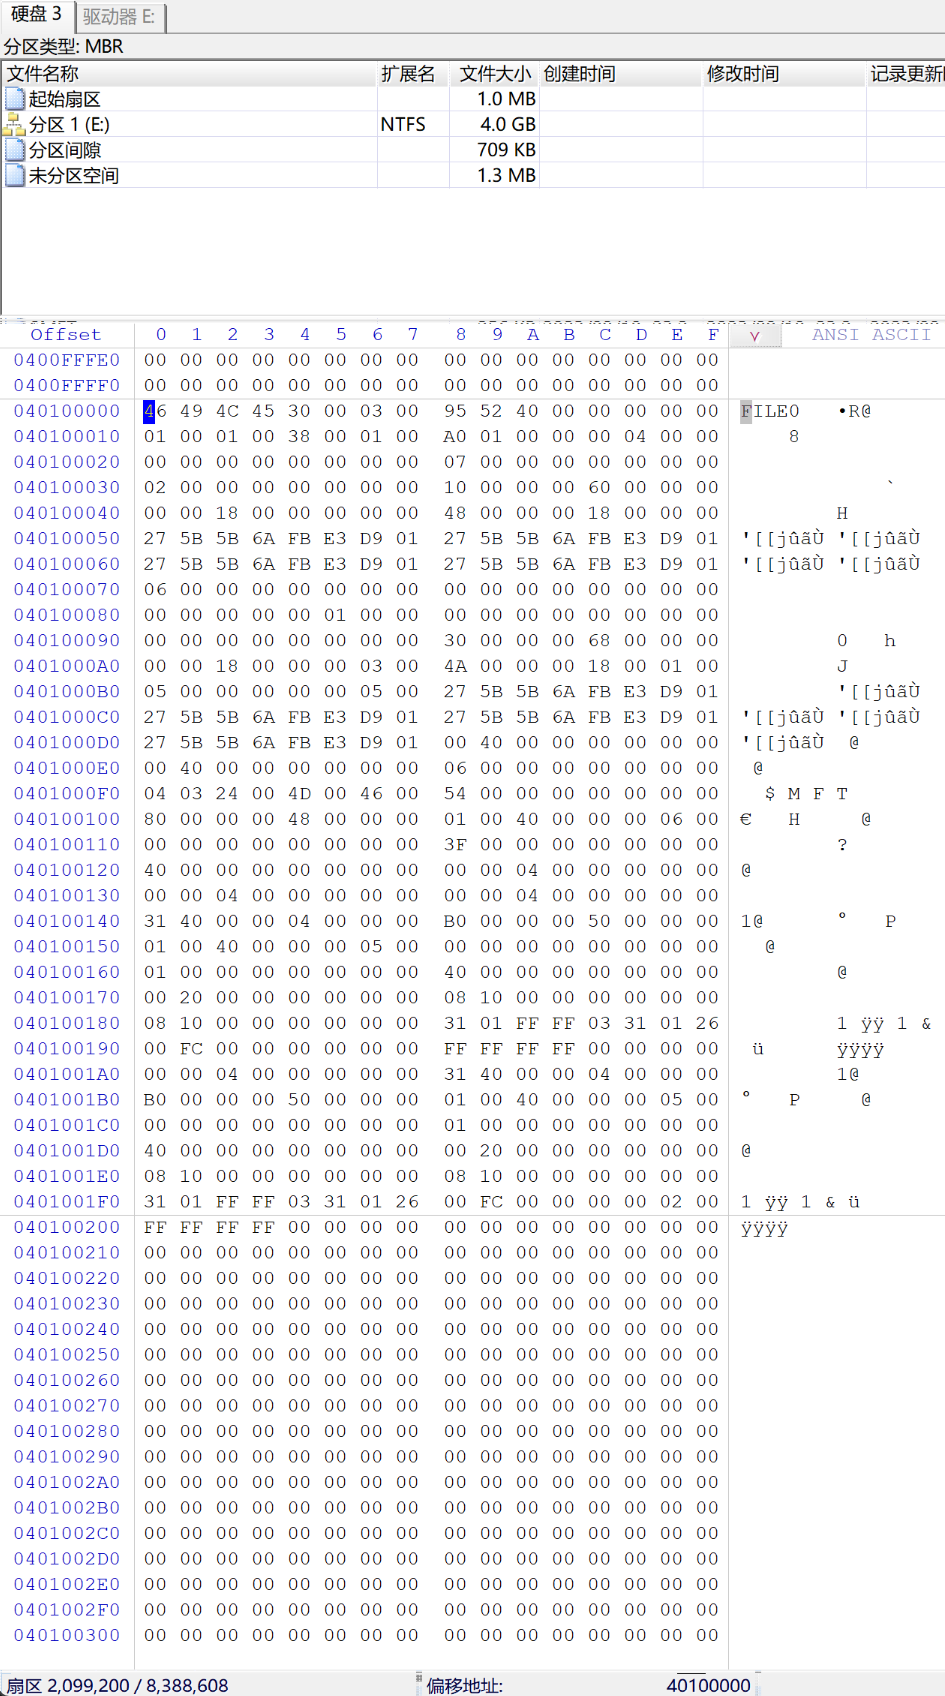 硬盘 3 驱动器 E:
分区类型: MBR
文件名称 扩展名 文件大小 创建时间 修改时间 记录更新
起始扇区 1.0 MB
分区 1 (E:) NTFS 4.0 GB
分区间隙 709 KB
未分区空间 1.3 MB
Offset 0 1 2 3 4 5 6 7 8 9 A B C D E F v ANSI ASCII
0400FFFE0 00 00 00 00 00 00 00 00 00 00 00 00 00 00 00 00
0400FFFF0 00 00 00 00 00 00 00 00 00 00 00 00 00 00 00 00
040100000 46 49 4C 45 30 00 03 00 95 52 40 00 00 00 00 00 FILE0 •R@
040100010 01 00 01 00 38 00 01 00 A0 01 00 00 00 04 00 00 8
040100020 00 00 00 00 00 00 00 00 07 00 00 00 00 00 00 00
040100030 02 00 00 00 00 00 00 00 10 00 00 00 60 00 00 00 `
040100040 00 00 18 00 00 00 00 00 48 00 00 00 18 00 00 00 H
040100050 27 5B 5B 6A FB E3 D9 01 27 5B 5B 6A FB E3 D9 01 '[[jûãÙ '[[jûãÙ
040100060 27 5B 5B 6A FB E3 D9 01 27 5B 5B 6A FB E3 D9 01 '[[jûãÙ '[[jûãÙ
040100070 06 00 00 00 00 00 00 00 00 00 00 00 00 00 00 00
040100080 00 00 00 00 00 01 00 00 00 00 00 00 00 00 00 00
040100090 00 00 00 00 00 00 00 00 30 00 00 00 68 00 00 00 0 h
0401000A0 00 00 18 00 00 00 03 00 4A 00 00 00 18 00 01 00 J
0401000B0 05 00 00 00 00 00 05 00 27 5B 5B 6A FB E3 D9 01 '[[jûãÙ
0401000C0 27 5B 5B 6A FB E3 D9 01 27 5B 5B 6A FB E3 D9 01 '[[jûãÙ '[[jûãÙ
0401000D0 27 5B 5B 6A FB E3 D9 01 00 40 00 00 00 00 00 00 '[[jûãÙ @
0401000E0 00 40 00 00 00 00 00 00 06 00 00 00 00 00 00 00 @
0401000F0 04 03 24 00 4D 00 46 00 54 00 00 00 00 00 00 00 $ M F T
040100100 80 00 00 00 48 00 00 00 01 00 40 00 00 00 06 00 € H @
040100110 00 00 00 00 00 00 00 00 3F 00 00 00 00 00 00 00 ?
040100120 40 00 00 00 00 00 00 00 00 00 04 00 00 00 00 00 @
040100130 00 00 04 00 00 00 00 00 00 00 04 00 00 00 00 00
040100140 31 40 00 00 04 00 00 00 B0 00 00 00 50 00 00 00 1@ ° P
040100150 01 00 40 00 00 00 05 00 00 00 00 00 00 00 00 00 @
040100160 01 00 00 00 00 00 00 00 40 00 00 00 00 00 00 00 @
040100170 00 20 00 00 00 00 00 00 08 10 00 00 00 00 00 00
040100180 08 10 00 00 00 00 00 00 31 01 FF FF 03 31 01 26 1 ÿÿ 1 &
040100190 00 FC 00 00 00 00 00 00 FF FF FF FF 00 00 00 00 ü ÿÿÿÿ
0401001A0 00 00 04 00 00 00 00 00 31 40 00 00 04 00 00 00 1@
0401001B0 B0 00 00 00 50 00 00 00 01 00 40 00 00 00 05 00 ° P @
0401001C0 00 00 00 00 00 00 00 00 01 00 00 00 00 00 00 00
0401001D0 40 00 00 00 00 00 00 00 00 20 00 00 00 00 00 00 @
0401001E0 08 10 00 00 00 00 00 00 08 10 00 00 00 00 00 00
0401001F0 31 01 FF FF 03 31 01 26 00 FC 00 00 00 00 02 00 1 ÿÿ 1 & ü
040100200 FF FF FF FF 00 00 00 00 00 00 00 00 00 00 00 00 ÿÿÿÿ
040100210 00 00 00 00 00 00 00 00 00 00 00 00 00 00 00 00
040100220 00 00 00 00 00 00 00 00 00 00 00 00 00 00 00 00
040100230 00 00 00 00 00 00 00 00 00 00 00 00 00 00 00 00
040100240 00 00 00 00 00 00 00 00 00 00 00 00 00 00 00 00
040100250 00 00 00 00 00 00 00 00 00 00 00 00 00 00 00 00
040100260 00 00 00 00 00 00 00 00 00 00 00 00 00 00 00 00
040100270 00 00 00 00 00 00 00 00 00 00 00 00 00 00 00 00
040100280 00 00 00 00 00 00 00 00 00 00 00 00 00 00 00 00
040100290 00 00 00 00 00 00 00 00 00 00 00 00 00 00 00 00
0401002A0 00 00 00 00 00 00 00 00 00 00 00 00 00 00 00 00
0401002B0 00 00 00 00 00 00 00 00 00 00 00 00 00 00 00 00
0401002C0 00 00 00 00 00 00 00 00 00 00 00 00 00 00 00 00
0401002D0 00 00 00 00 00 00 00 00 00 00 00 00 00 00 00 00
0401002E0 00 00 00 00 00 00 00 00 00 00 00 00 00 00 00 00
0401002F0 00 00 00 00 00 00 00 00 00 00 00 00 00 00 00 00
040100300 00 00 00 00 00 00 00 00 00 00 00 00 00 00 00 00
扇区 2,099,200 / 8,388,608 偏移地址: 40100000